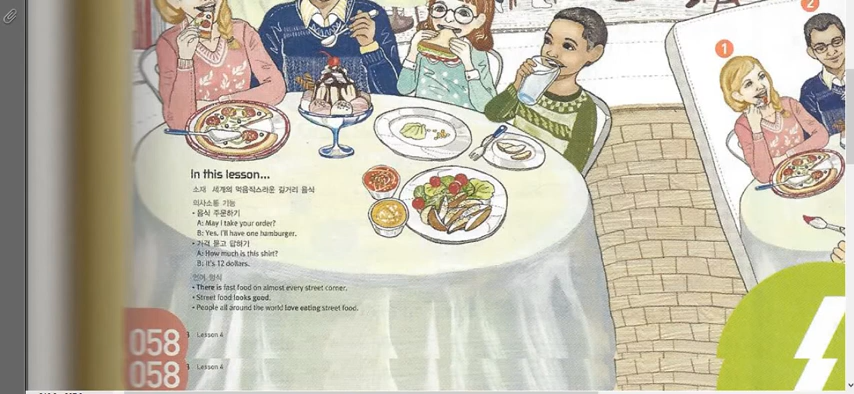 2
1
In this lesson...
소재 세계의 먹음직스러운 길거리 음식
의사소통 기능
• 음식 주문하기
A: May I take your order?
B: Yes, I'll have one hamburger.
• 가격 묻고 답하기
A: How much is this shirt?
B: It's 12 dollars.
언어 형식
• There is fast food on almost every street corner.
• Street food looks good.
• People all around the world love eating street food.
058 Lesson 4
058 Lesson 4